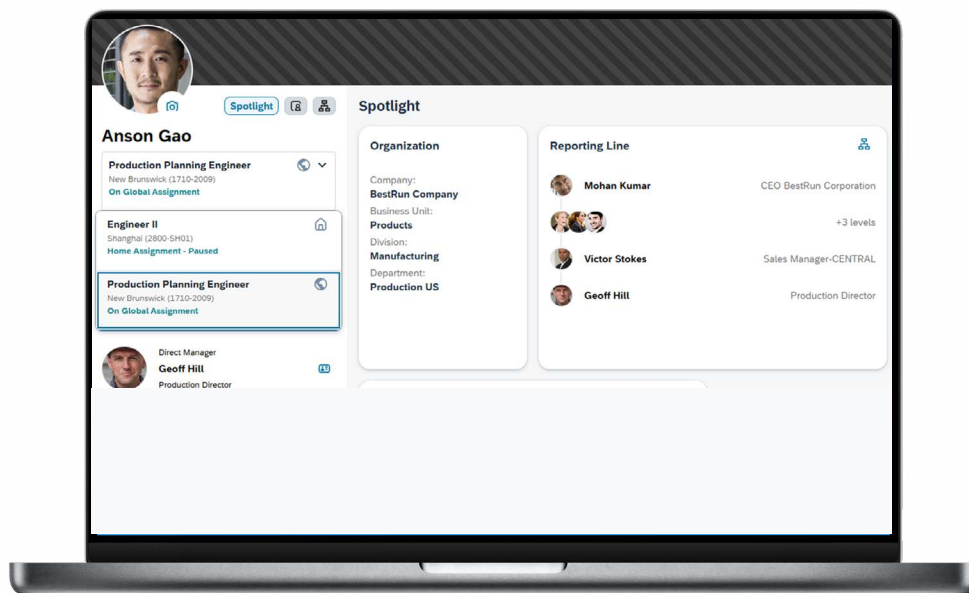 Spotlight
Anson Gao
Production Planning Engineer
New Brunswick (1710-2009)
On Global Assignment
Engineer II
Shanghai (2800-SH01)
Home Assignment - Paused
Production Planning Engineer
New Brunswick (1710-2009)
On Global Assignment
Direct Manager
Geoff Hill
Production Director
Spotlight
Organization
Company:
BestRun Company
Business Unit:
Products
Division:
Manufacturing
Department:
Production US
Reporting Line
Mohan Kumar CEO BestRun Corporation
+3 levels
Victor Stokes Sales Manager-CENTRAL
Geoff Hill Production Director